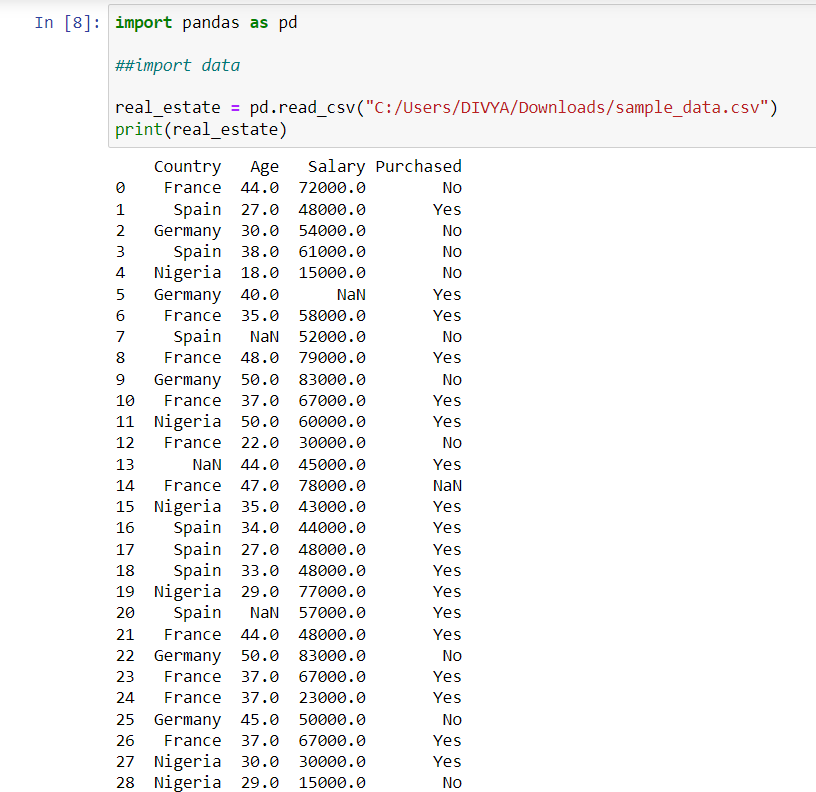 In [8]: import pandas as pd
##import data
real_estate = pd.read_csv("C:/Users/DIVYA/Downloads/sample_data.csv")
print(real_estate)
Country Age Salary Purchased
0 France 44.0 72000.0 No
1 Spain 27.0 48000.0 Yes
2 Germany 30.0 54000.0 No
3 Spain 38.0 61000.0 No
4 Nigeria 18.0 15000.0 No
5 Germany 40.0 NaN Yes
6 France 35.0 58000.0 Yes
7 Spain NaN 52000.0 No
8 France 48.0 79000.0 Yes
9 Germany 50.0 83000.0 No
10 France 37.0 67000.0 Yes
11 Nigeria 50.0 60000.0 Yes
12 France 22.0 30000.0 No
13 NaN 44.0 45000.0 Yes
14 France 47.0 78000.0 NaN
15 Nigeria 35.0 43000.0 Yes
16 Spain 34.0 44000.0 Yes
17 Spain 27.0 48000.0 Yes
18 Spain 33.0 48000.0 Yes
19 Nigeria 29.0 77000.0 Yes
20 Spain NaN 57000.0 Yes
21 France 44.0 48000.0 Yes
22 Germany 50.0 83000.0 No
23 France 37.0 67000.0 Yes
24 France 37.0 23000.0 Yes
25 Germany 45.0 50000.0 No
26 France 37.0 67000.0 Yes
27 Nigeria 30.0 30000.0 Yes
28 Nigeria 29.0 15000.0 No